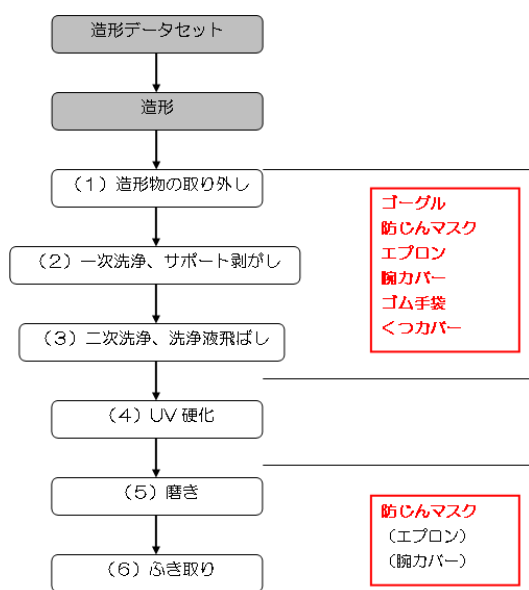 造形データセット
造形
(1)造形物の取り外し
(2)一次洗浄、サポート剥がし
(3)二次洗浄、洗浄液飛ばし
(4)UV硬化
(5)磨き
(6)ふき取り
ゴーグル
防じんマスク
エプロン
腕カバー
ゴム手袋
くつカバー
防じんマスク
(エプロン)
(腕カバー)